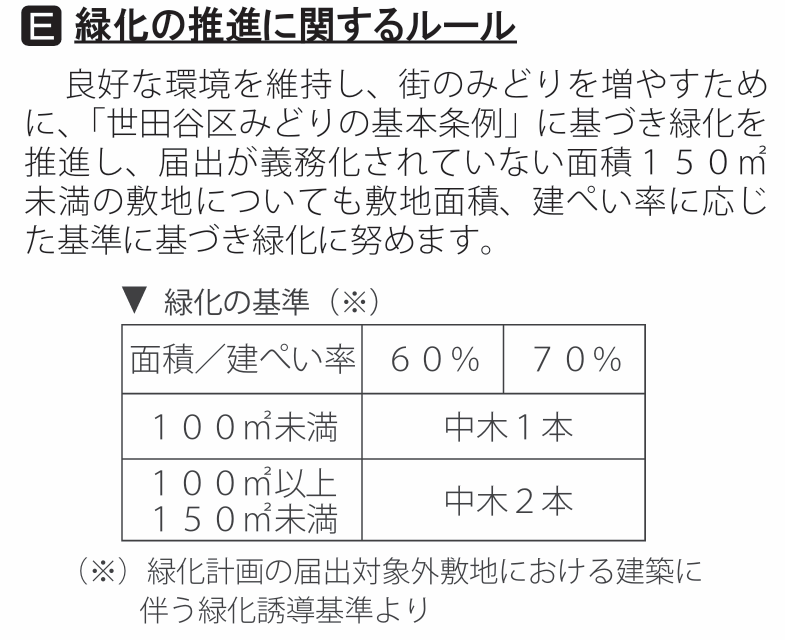 E 緑化の推進に関するルール
良好な環境を維持し、街のみどりを増やすため
に、「世田谷区みどりの基本条例」に基づき緑化を
推進し、届出が義務化されていない面積１５０㎡
未満の敷地についても敷地面積、建ぺい率に応じ
た基準に基づき緑化に努めます。
▼ 緑化の基準（※）
面積／建ぺい率 ６０％ ７０％
１００㎡未満 中木１本
１００㎡以上
１５０㎡未満 中木２本
（※）緑化計画の届出対象外敷地における建築に
伴う緑化誘導基準より